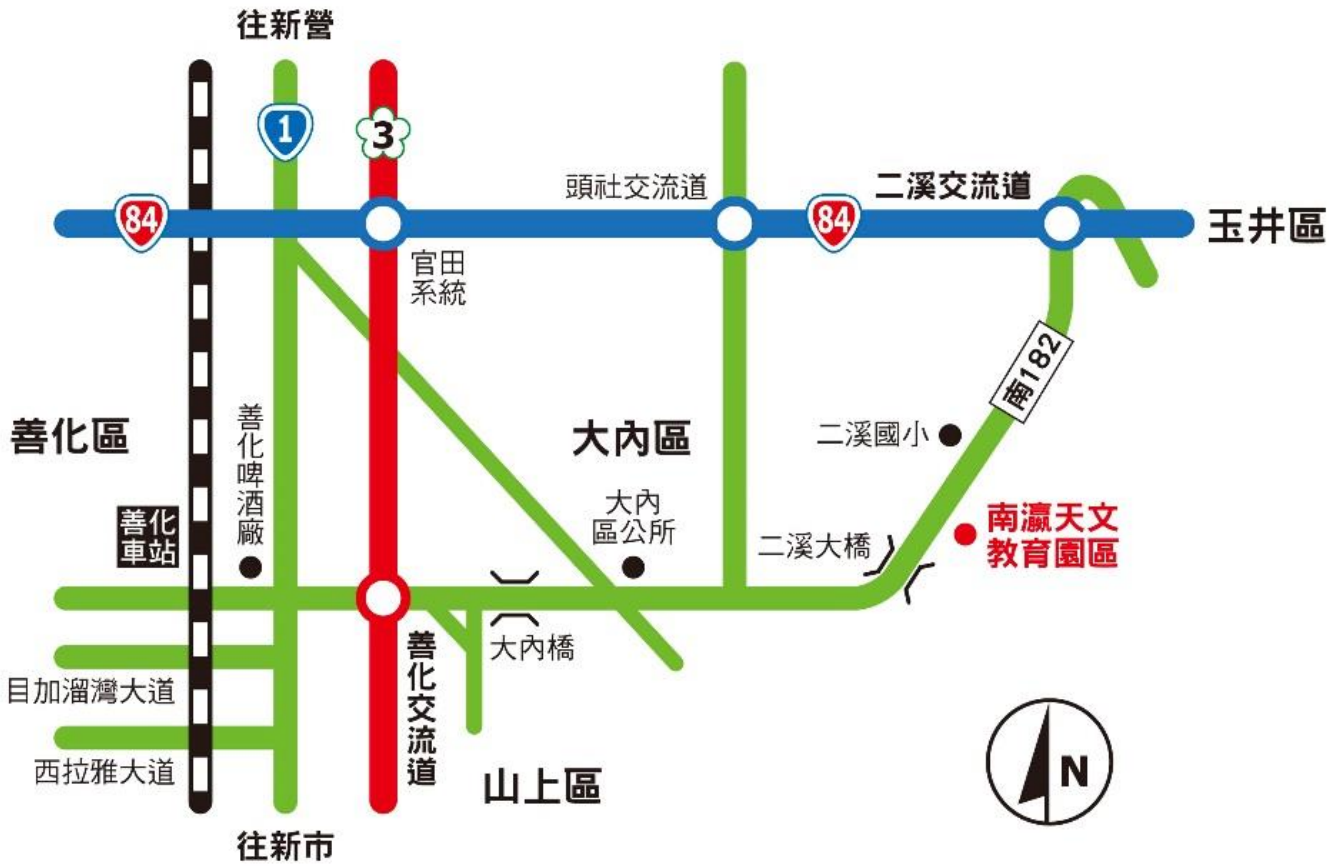 往新營
1
3
頭社交流道
二溪交流道
84
84
玉井區
官田
系統
南182
善化區
善化啤酒廠
大內區
二溪國小
大內
區公所
善化
車站
二溪大橋
南瀛天文
教育園區
大內橋
善化交流道
目加溜灣大道
西拉雅大道
山上區
N
往新市